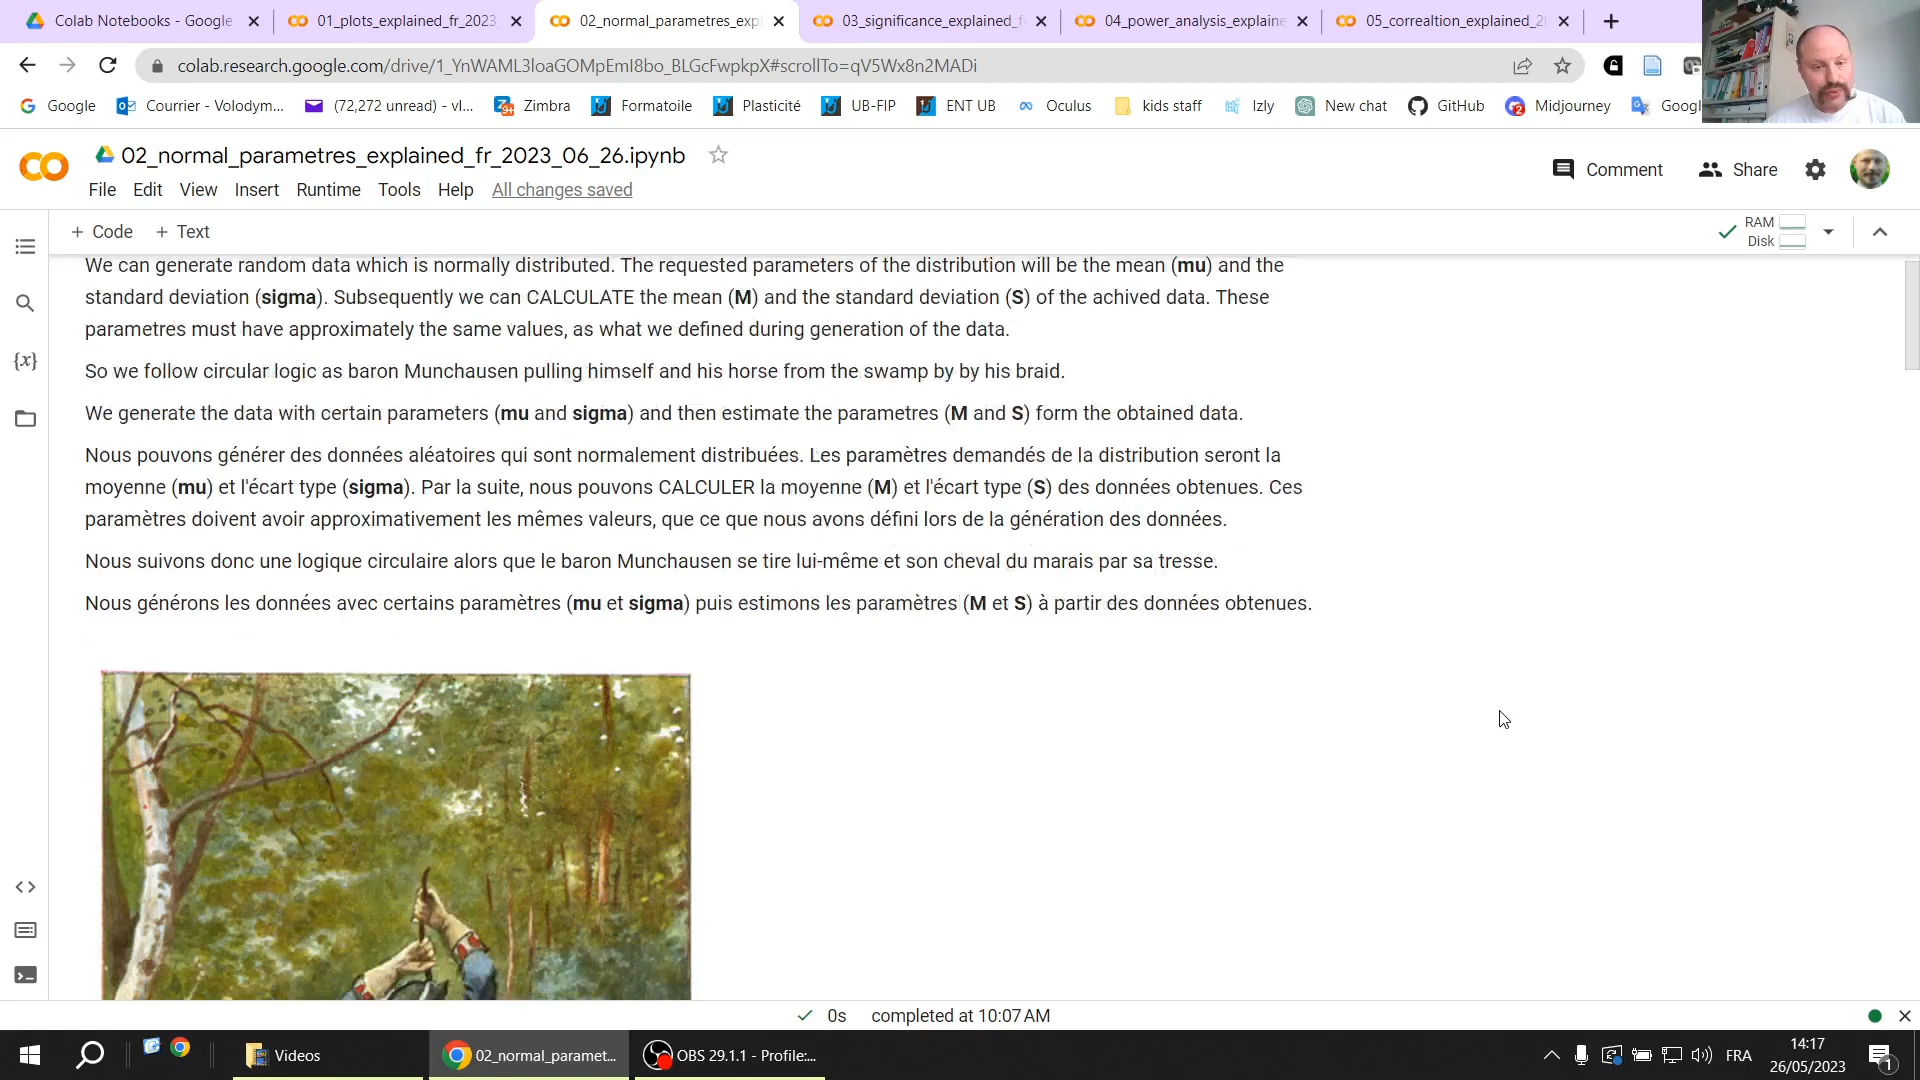 Colab Notebooks - Google
01_plots_explained_fr_2023
02_normal_parametres_exp
03_significance_explained_f
04_power_analysis_explaine
05_correaltion_explained_2
colab.research.google.com/drive/1_YnWAML3loaGOMpEmI8bo_BLGcFwpkpX#scrollTo=qV5Wx8n2MADi
Google
Courrier - Volodym...
(72,272 unread) - vl...
Zimbra
Formatoile
Plasticité
UB-FIP
ENT UB
Oculus
kids staff
Izly
New chat
GitHub
Midjourney
Googl
02_normal_parametres_explained_fr_2023_06_26.ipynb
Comment
Share
File Edit View Insert Runtime Tools Help All changes saved
+ Code + Text
RAM
Disk
We can generate random data which is normally distributed. The requested parameters of the distribution will be the mean (mu) and the
standard deviation (sigma). Subsequently we can CALCULATE the mean (M) and the standard deviation (S) of the achived data. These
parametres must have approximately the same values, as what we defined during generation of the data.
So we follow circular logic as baron Munchausen pulling himself and his horse from the swamp by by his braid.
We generate the data with certain parameters (mu and sigma) and then estimate the parametres (M and S) form the obtained data.
Nous pouvons générer des données aléatoires qui sont normalement distribuées. Les paramètres demandés de la distribution seront la
moyenne (mu) et l'écart type (sigma). Par la suite, nous pouvons CALCULER la moyenne (M) et l'écart type (S) des données obtenues. Ces
paramètres doivent avoir approximativement les mêmes valeurs, que ce que nous avons défini lors de la génération des données.
Nous suivons donc une logique circulaire alors que le baron Munchausen se tire lui-même et son cheval du marais par sa tresse.
Nous générons les données avec certains paramètres (mu et sigma) puis estimons les paramètres (M et S) à partir des données obtenues.
{x}
0s completed at 10:07 AM
Videos
02_normal_paramet...
OBS 29.1.1 - Profile:...
FRA
14:17
26/05/2023
1